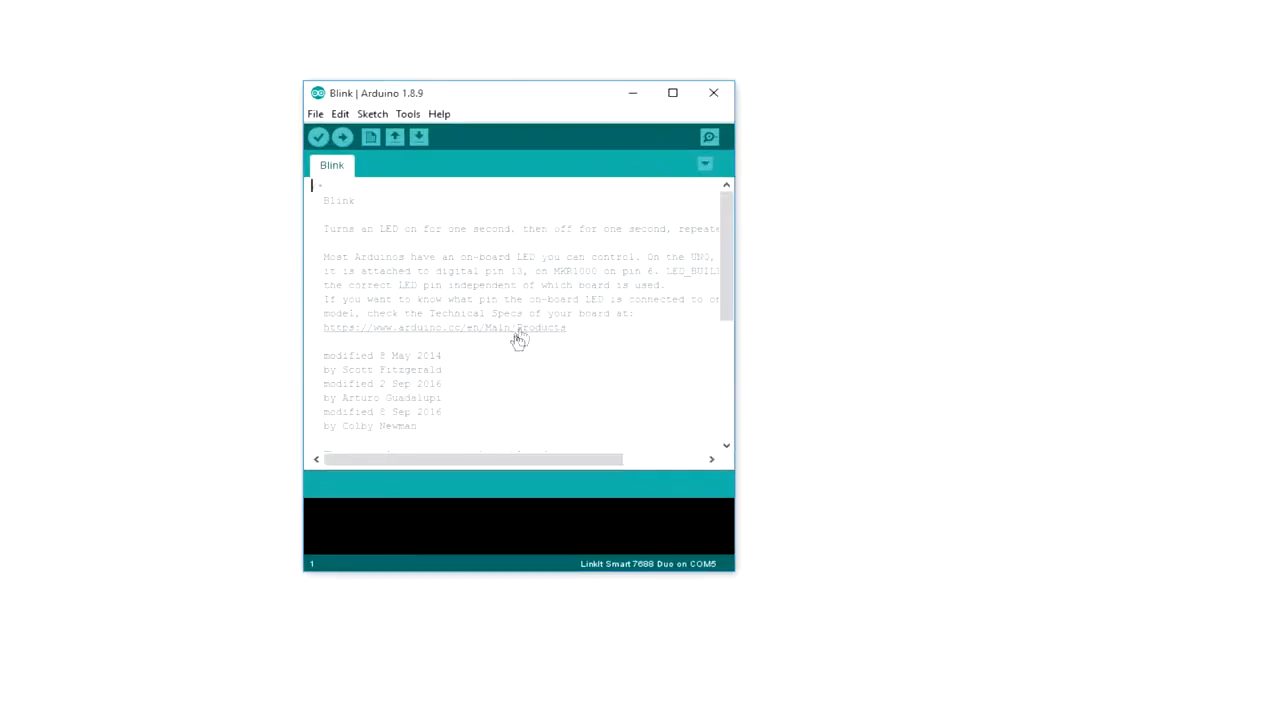 Blink | Arduino 1.8.9
File Edit Sketch Tools Help
Blink
Blink
Turns an LED on for one second, then off for one second, repeate
Most Arduinos have an on-board LED you can control. On the UNO,
it is attached to digital pin 13, on MKR1000 on pin 6. LED_BUIL
the correct LED pin independent of which board is used.
If you want to know what pin the on-board LED is connected to on
model, check the Technical Specs of your board at:
https://www.arduino.cc/en/Main/Products
modified 8 May 2014
by Scott Fitzgerald
modified 2 Sep 2016
by Arturo Guadalupi
modified 8 Sep 2016
by Colby Newman
1
LinkIt Smart 7688 Duo on COM5